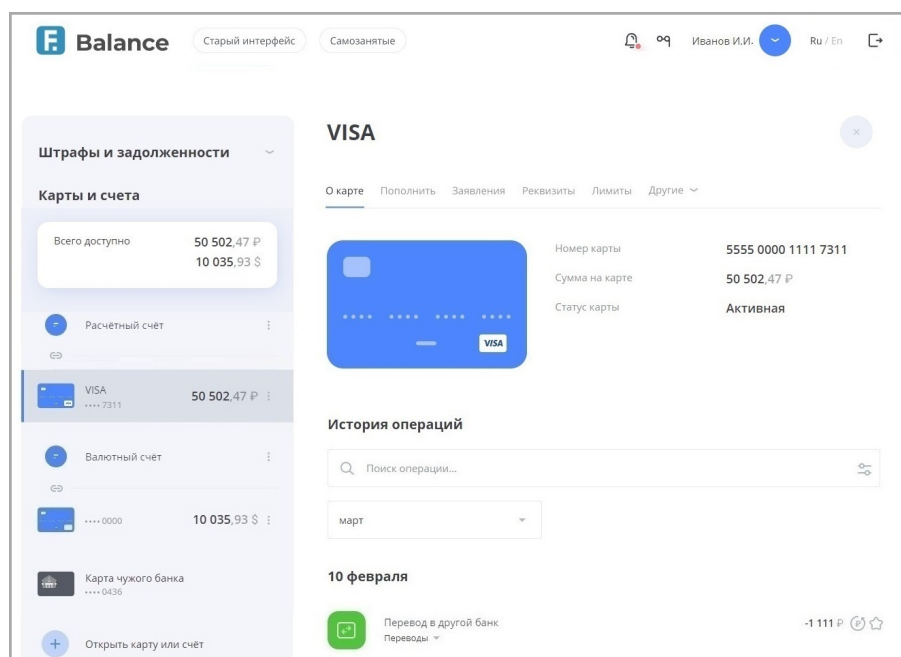 F. Balance
Старый интерфейс
Самозанятые
Иванов И.И.
Ru / En
Штрафы и задолженности
Карты и счета
Всего доступно
50 502,47 ₽
10 035,93 $
Расчётный счёт
VISA
•••• 7311
50 502,47 ₽
Валютный счёт
•••• 0000
10 035,93 $
Карта чужого банка
•••• 0436
Открыть карту или счёт
VISA
О карте
Пополнить
Заявления
Реквизиты
Лимиты
Другие
VISA
Номер карты
5555 0000 1111 7311
Сумма на карте
50 502,47 ₽
Статус карты
Активная
История операций
Поиск операции...
март
10 февраля
Перевод в другой банк
Переводы
-1 111 ₽